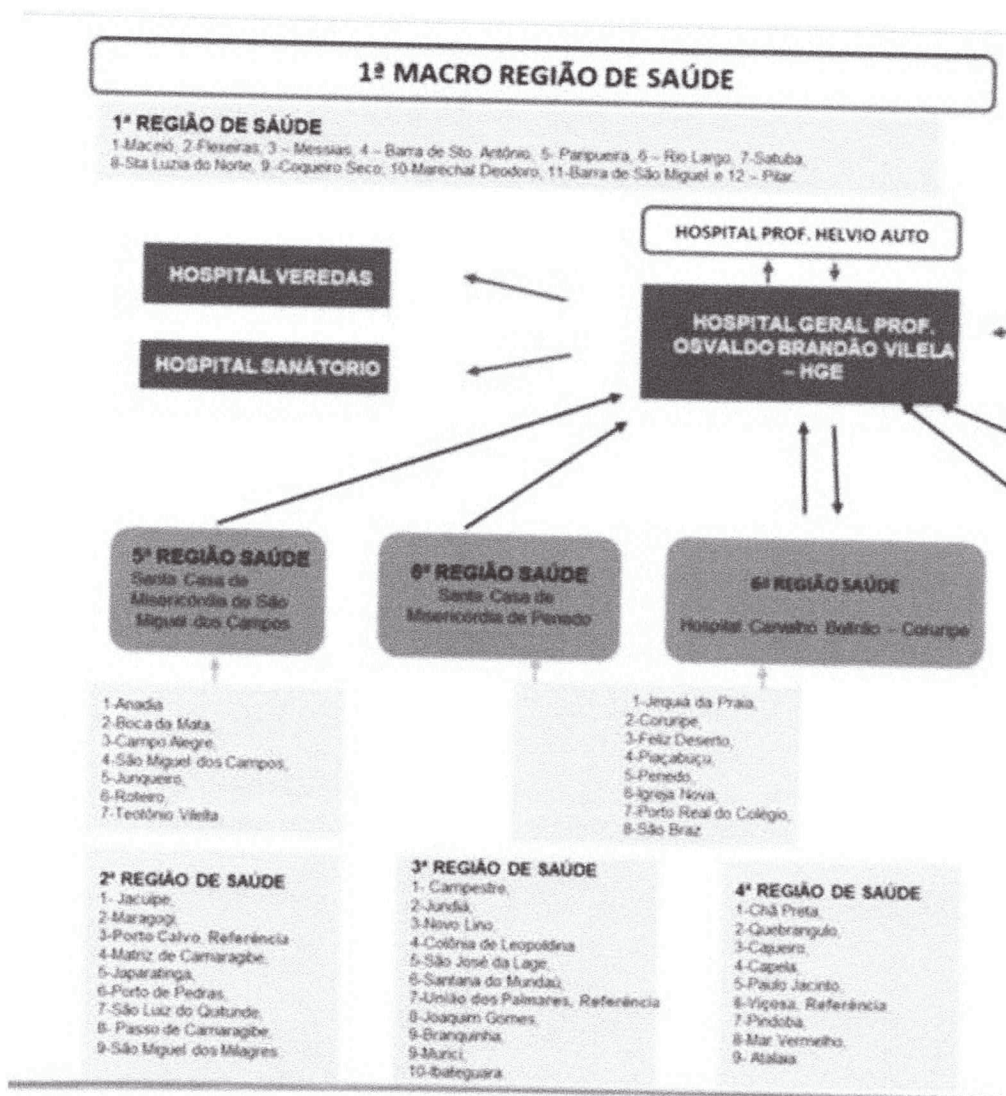 1ª MACRO REGIÃO DE SAÚDE
1ª REGIÃO DE SÁÚDE
1-Maceió, 2-Flexeiras, 3 – Messias, 4 – Barra de Sto. Antônio, 5- Paripueira, 6 – Rio Largo, 7-Satuba,
8-Sta Luzia do Norte, 9 -Coqueiro Seco, 10-Marechal Deodoro, 11-Barra de São Miguel e 12 – Pilar.
HOSPITAL PROF. HELVIO AUTO
HOSPITAL VEREDAS
HOSPITAL GERAL PROF.
OSVALDO BRANDÃO VILELA
– HGE
HOSPITAL SANÁTORIO
5ª REGIÃO SAÚDE
Santa Casa de
Misericórdia de São
Miguel dos Campos
6ª REGIÃO SAÚDE
Santa Casa de
Misericórdia de Penedo
6ª REGIÃO SAÚDE
Hospital Carvalho Beltrão – Coruripe
1-Anadia
2-Boca da Mata
3-Campo Alegre,
4-São Miguel dos Campos,
5-Junqueiro,
6-Roteiro
7-Teotônio Vilella
1-Jequiá da Praia,
2-Coruripe,
3-Feliz Deserto,
4-Piaçabuçu,
5-Penedo,
6-Igreja Nova,
7-Porto Real do Colégio,
8-São Braz
2ª REGIÃO DE SAÚDE
1- Jacuípe,
2-Maragogi,
3-Porto Calvo, Referência
4-Matriz de Camaragibe,
5-Japaratinga,
6-Porto de Pedras,
7-São Luiz do Quitunde,
8- Passo de Camaragibe,
9-São Miguel dos Milagres
3ª REGIÃO DE SAÚDE
1- Campestre,
2-Jundiá,
3-Novo Lino,
4-Colônia de Leopoldina
5-São José da Lage,
6-Santana do Mundaú,
7-União dos Palmares, Referência
8-Joaquim Gomes,
9-Branquinha,
9-Murici,
10-Ibateguara
4ª REGIÃO DE SAÚDE
1-Chã Preta,
2-Quebrangulo,
3-Cajueiro,
4-Capela,
5-Paulo Jacinto,
6-Viçosa, Referência
7-Pindoba,
8-Mar Vermelho,
9- Atalaia